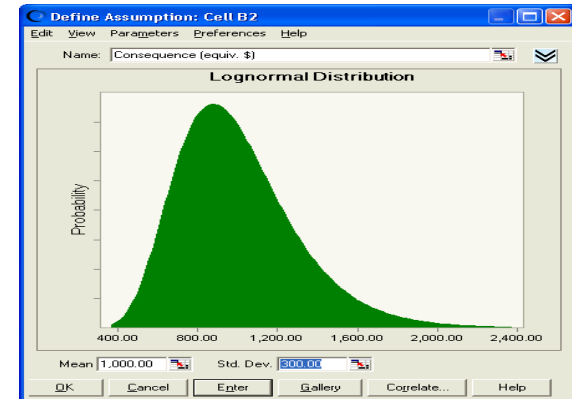 Define Assumption: Cell B2
Edit View Parameters Preferences Help
Name: Consequence (equiv. $)
Lognormal Distribution
Probability
400.00 800.00 1,200.00 1,600.00 2,000.00 2,400.00
Mean 1,000.00 Std. Dev. 300.00
OK Cancel Enter Gallery Correlate... Help